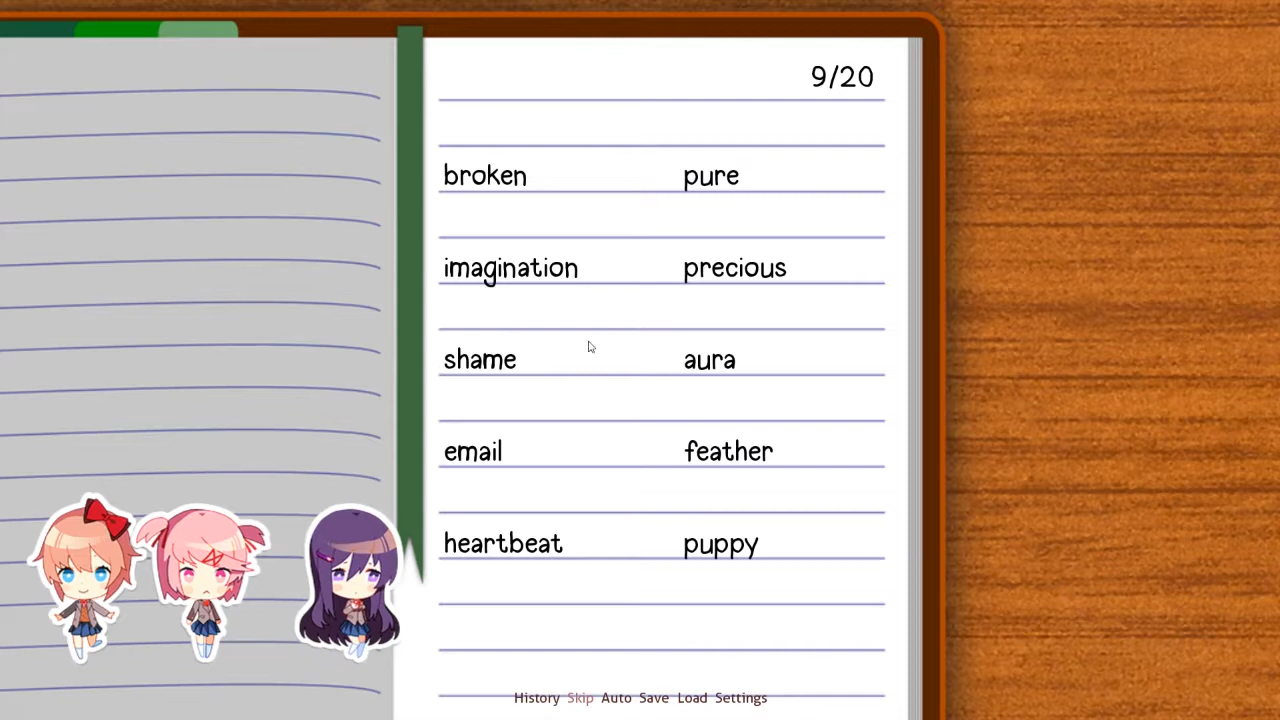 9/20
broken pure
imagination precious
shame aura
email feather
heartbeat puppy
History Skip Auto Save Load Settings